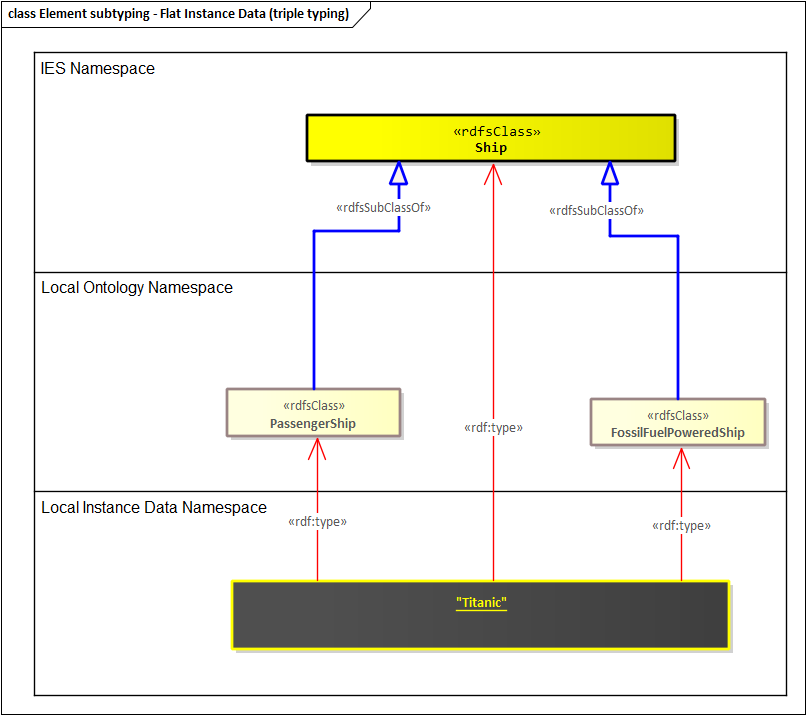 class Element subtyping - Flat Instance Data (triple typing)
IES Namespace
«rdfsClass»
Ship
«rdfsSubClassOf»
«rdfsSubClassOf»
Local Ontology Namespace
«rdfsClass»
PassengerShip
«rdfsClass»
FossilFuelPoweredShip
«rdf:type»
Local Instance Data Namespace
«rdf:type»
«rdf:type»
"Titanic"